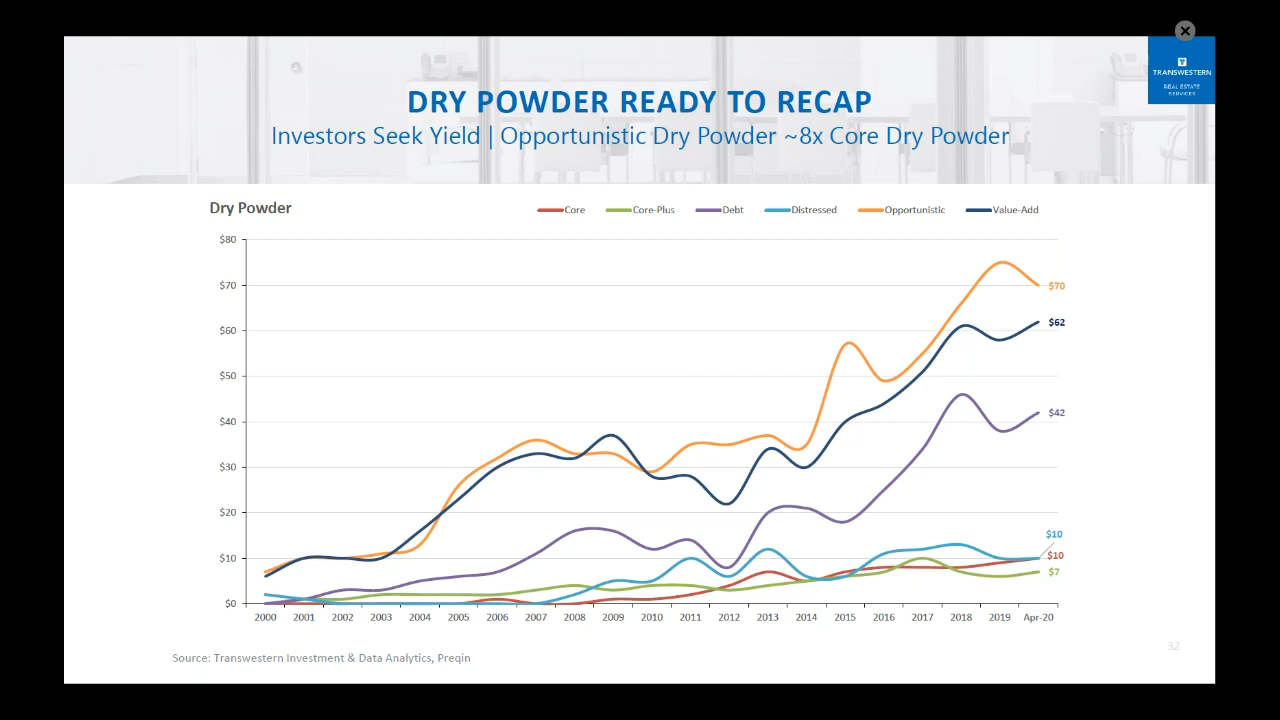 TRANSWESTERN
REAL ESTATE
SERVICES
DRY POWDER READY TO RECAP
Investors Seek Yield | Opportunistic Dry Powder ~8x Core Dry Powder
Dry Powder
Core Core-Plus Debt Distressed Opportunistic Value-Add
$80
$70
$60
$50
$40
$30
$20
$10
$0
$70
$62
$42
$10
$10
$7
2000 2001 2002 2003 2004 2005 2006 2007 2008 2009 2010 2011 2012 2013 2014 2015 2016 2017 2018 2019 Apr-20
32
Source: Transwestern Investment & Data Analytics, Preqin